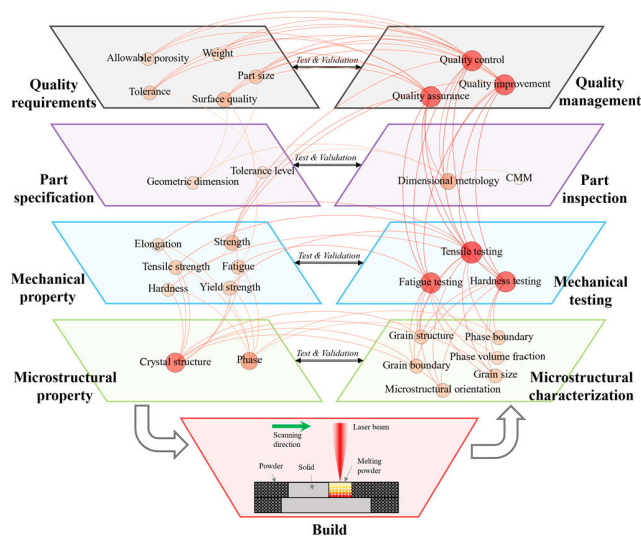 Allowable porosity
Weight
Part size
Tolerance
Surface quality
Quality
requirements
Test & Validation
Quality control
Quality improvement
Quality assurance
Quality
management
Geometric dimension
Tolerance level
Part
specification
Test & Validation
Dimensional metrology
CMM
Part
inspection
Elongation
Strength
Tensile strength
Fatigue
Hardness
Yield strength
Mechanical
property
Test & Validation
Tensile testing
Fatigue testing
Hardness testing
Mechanical
testing
Crystal structure
Phase
Microstructural
property
Test & Validation
Grain structure
Phase boundary
Phase volume fraction
Grain boundary
Grain size
Microstructural orientation
Microstructural
characterization
Scanning
direction
Laser beam
Powder
Solid
Melting
powder
Build